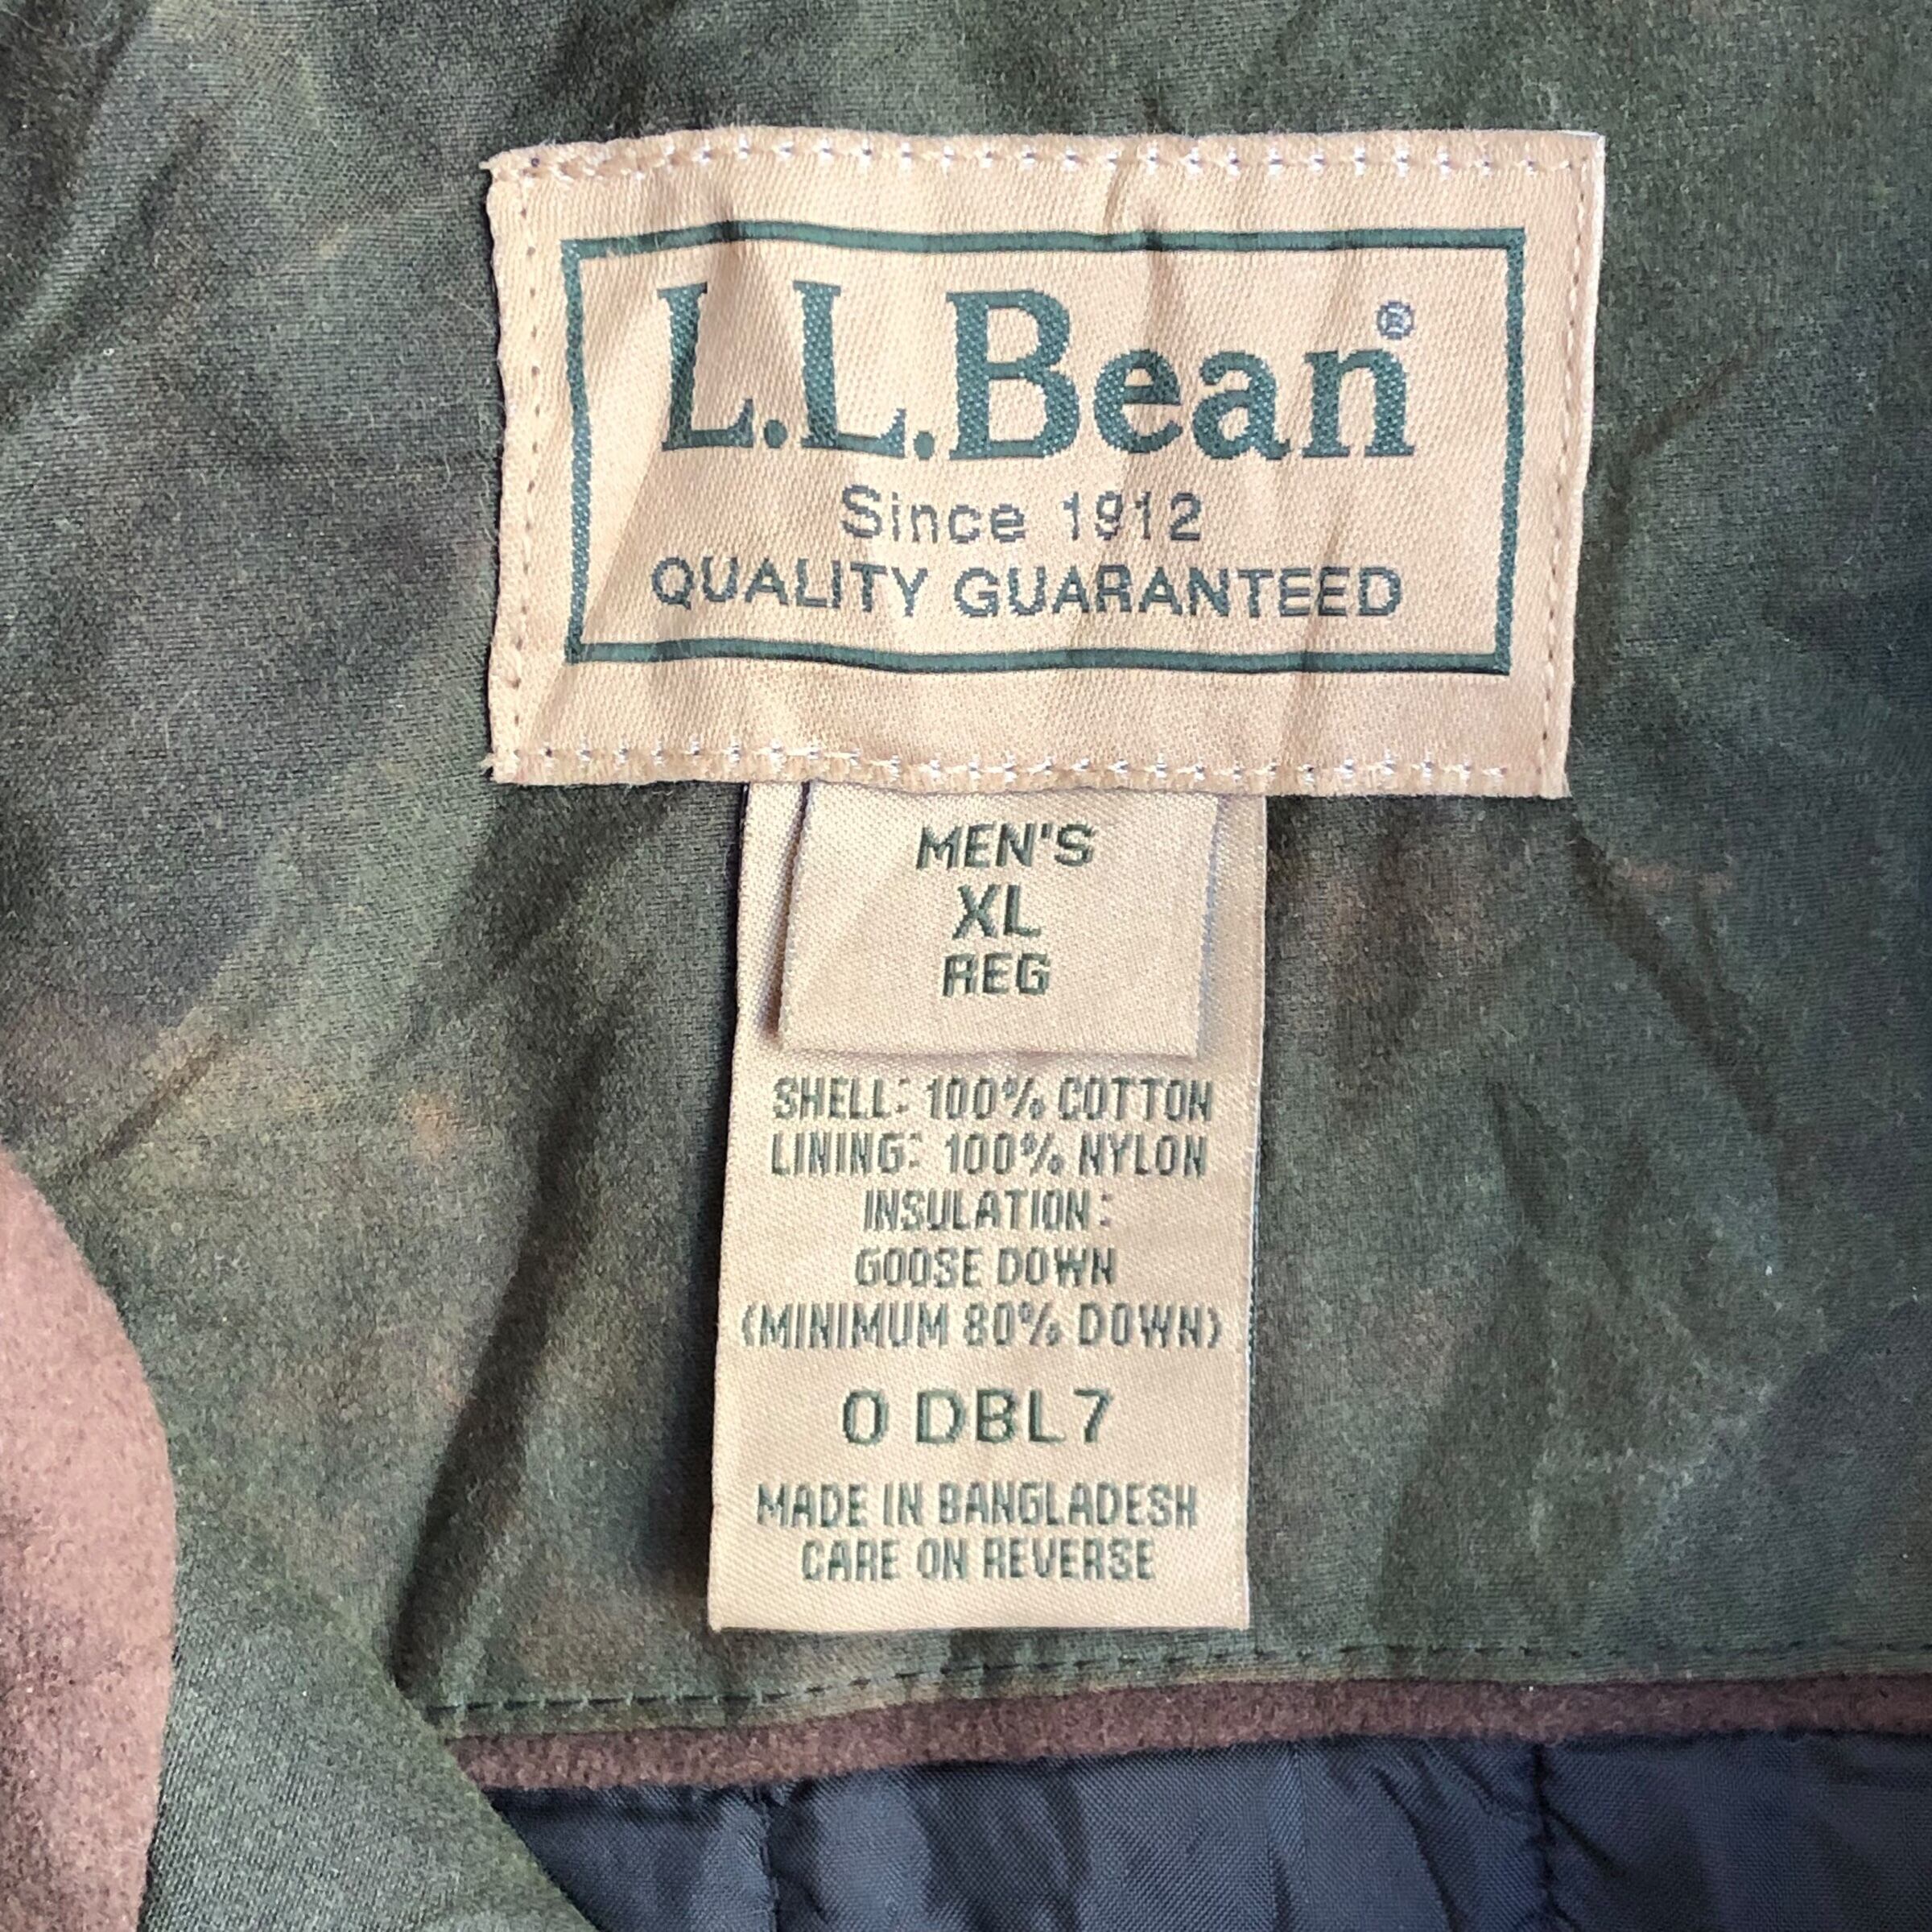 L.L.Bean®
Since 1912
QUALITY GUARANTEED
MEN'S
XL
REG
SHELL: 100% COTTON
LINING: 100% NYLON
INSULATION:
GOOSE DOWN
(MINIMUM 80% DOWN)
0 DBL7
MADE IN BANGLADESH
CARE ON REVERSE